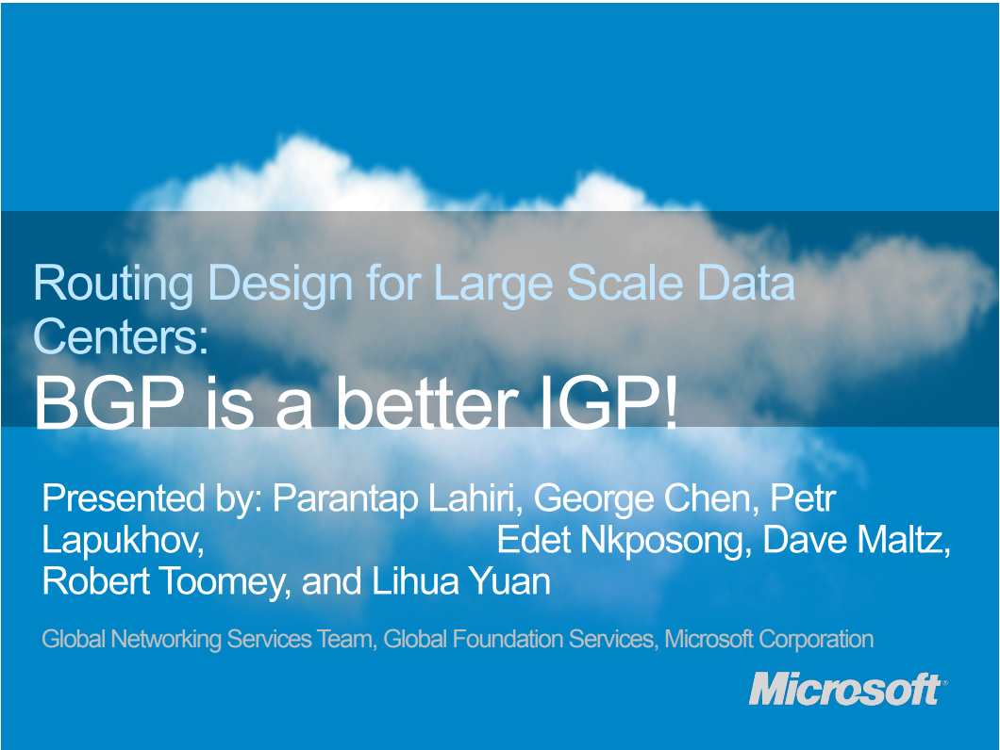 Routing Design for Large Scale Data
Centers:
BGP is a better IGP!
Presented by: Parantap Lahiri, George Chen, Petr
Lapukhov, Edet Nkposong, Dave Maltz,
Robert Toomey, and Lihua Yuan
Global Networking Services Team, Global Foundation Services, Microsoft Corporation
Microsoft®